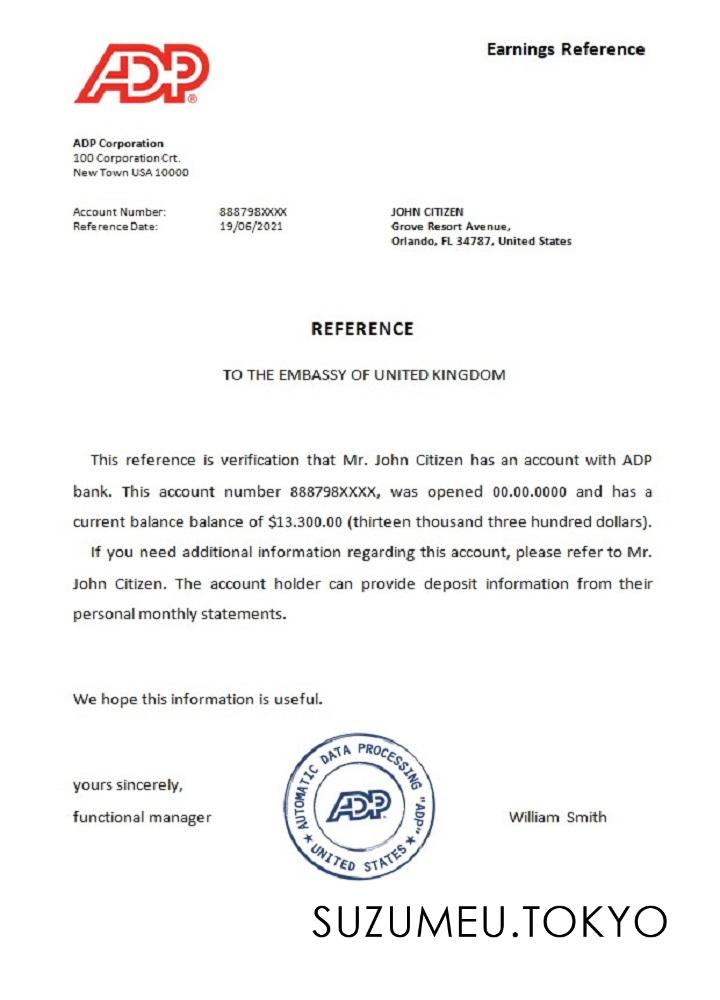 ADP®
Earnings Reference
ADP Corporation
100 Corporation Crt.
New Town USA 10000
Account Number: 888798XXXX
Reference Date: 19/06/2021
JOHN CITIZEN
Grove Resort Avenue,
Orlando, FL 34787, United States
REFERENCE
TO THE EMBASSY OF UNITED KINGDOM
This reference is verification that Mr. John Citizen has an account with ADP
bank. This account number 888798XXXX, was opened 00.00.0000 and has a
current balance balance of $13.300.00 (thirteen thousand three hundred dollars).
If you need additional information regarding this account, please refer to Mr.
John Citizen. The account holder can provide deposit information from their
personal monthly statements.
We hope this information is useful.
yours sincerely,
functional manager
AUTOMATIC DATA PROCESSING "ADP"
ADP
★ UNITED STATES ★
William Smith
SUZUMEU.TOKYO